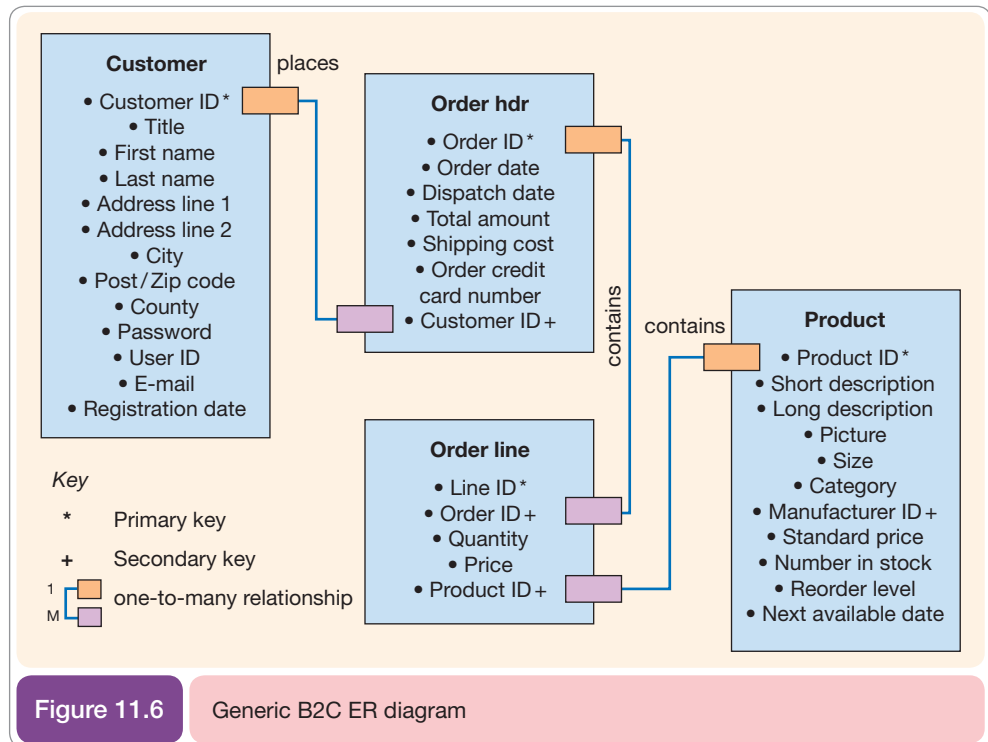 Customer
• Customer ID*
• Title
• First name
• Last name
• Address line 1
• Address line 2
• City
• Post/Zip code
• County
• Password
• User ID
• E-mail
• Registration date
places
Order hdr
• Order ID*
• Order date
• Dispatch date
• Total amount
• Shipping cost
• Order credit
card number
• Customer ID+
contains
Order line
• Line ID*
• Order ID+
• Quantity
• Price
• Product ID+
contains
Product
• Product ID*
• Short description
• Long description
• Picture
• Size
• Category
• Manufacturer ID+
• Standard price
• Number in stock
• Reorder level
• Next available date
Key
* Primary key
+ Secondary key
1
M
one-to-many relationship
Figure 11.6
Generic B2C ER diagram